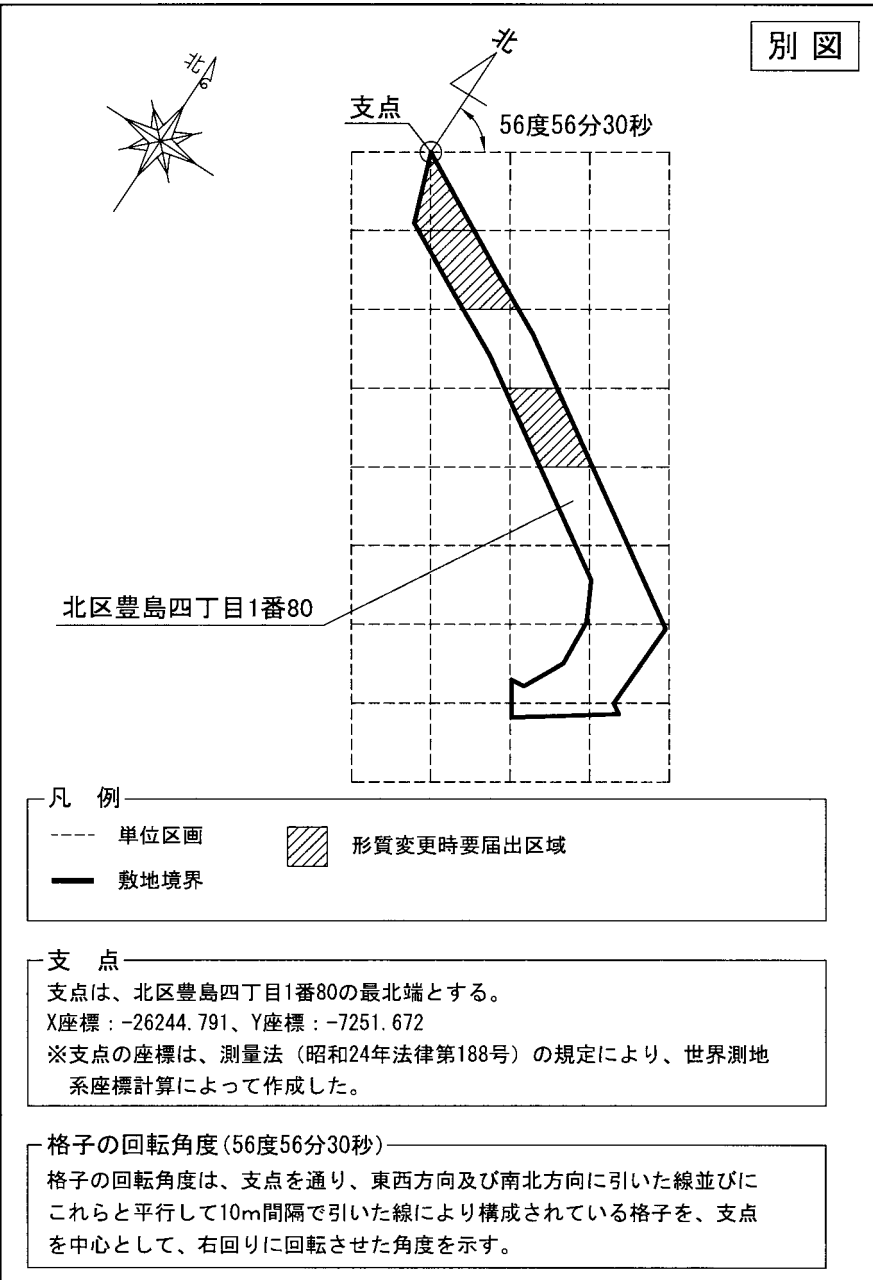 別図
北
北
支点
56度56分30秒
北区豊島四丁目1番80
凡 例
単位区画
形質変更時要届出区域
敷地境界
支 点
支点は、北区豊島四丁目1番80の最北端とする。
X座標：-26244.791、Y座標：-7251.672
※支点の座標は、測量法（昭和24年法律第188号）の規定により、世界測地
系座標計算によって作成した。
格子の回転角度(56度56分30秒)
格子の回転角度は、支点を通り、東西方向及び南北方向に引いた線並びに
これらと平行して10m間隔で引いた線により構成されている格子を、支点
を中心として、右回りに回転させた角度を示す。